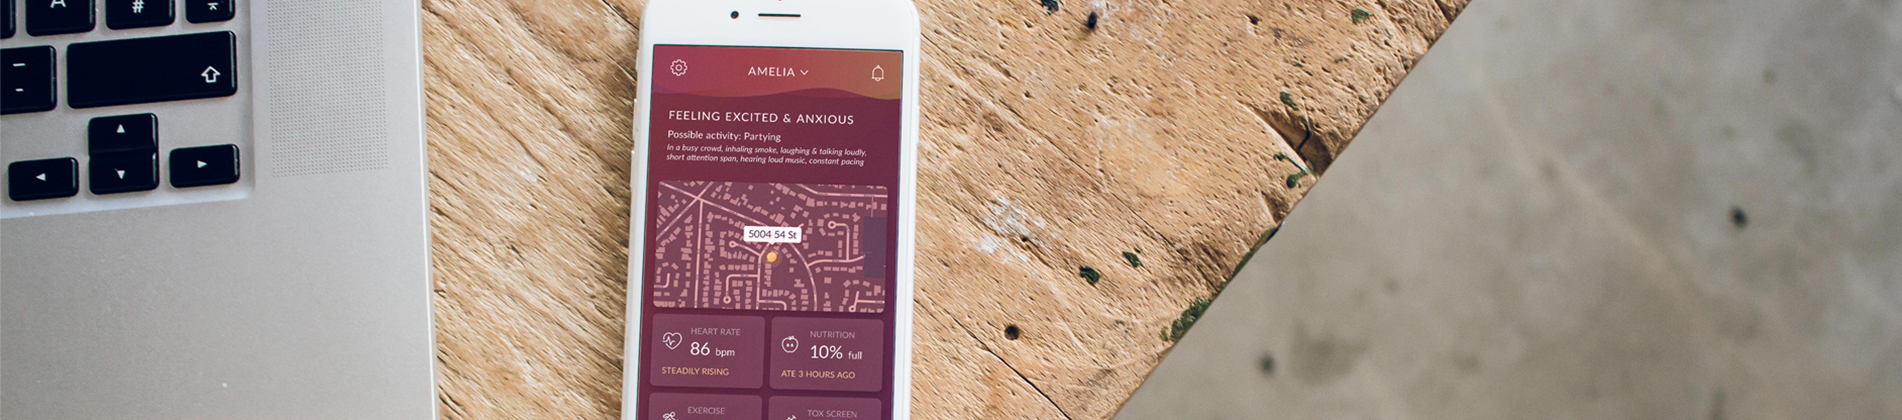 A
#
AMELIA
FEELING EXCITED & ANXIOUS
Possible activity: Partying
In a busy crowd, inhaling smoke, laughing & talking loudly,
short attention span, hearing loud music, constant pacing
5004 54 St
HEART RATE
86 bpm
STEADILY RISING
NUTRITION
10% full
ATE 3 HOURS AGO
EXERCISE
TOX SCREEN